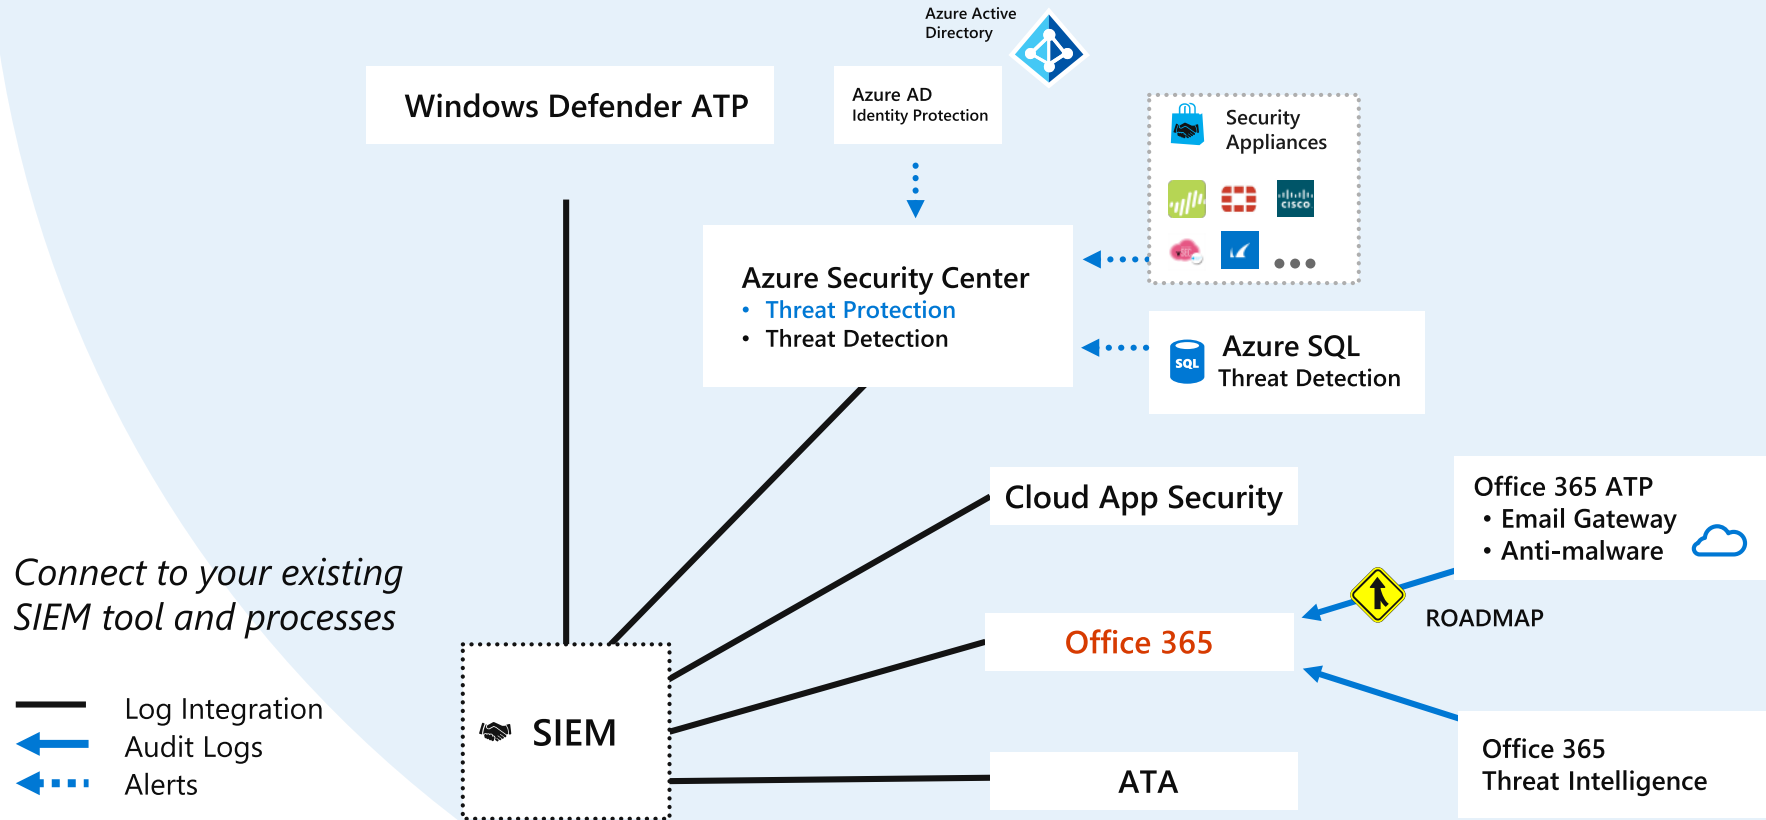 Azure Active
Directory
Windows Defender ATP
Azure AD
Identity Protection
Security
Appliances
CISCO
Azure Security Center
• Threat Protection
• Threat Detection
SQL
Azure SQL
Threat Detection
Cloud App Security
Office 365 ATP
• Email Gateway
• Anti-malware
Connect to your existing
SIEM tool and processes
ROADMAP
Office 365
Log Integration
Audit Logs
Alerts
SIEM
ATA
Office 365
Threat Intelligence